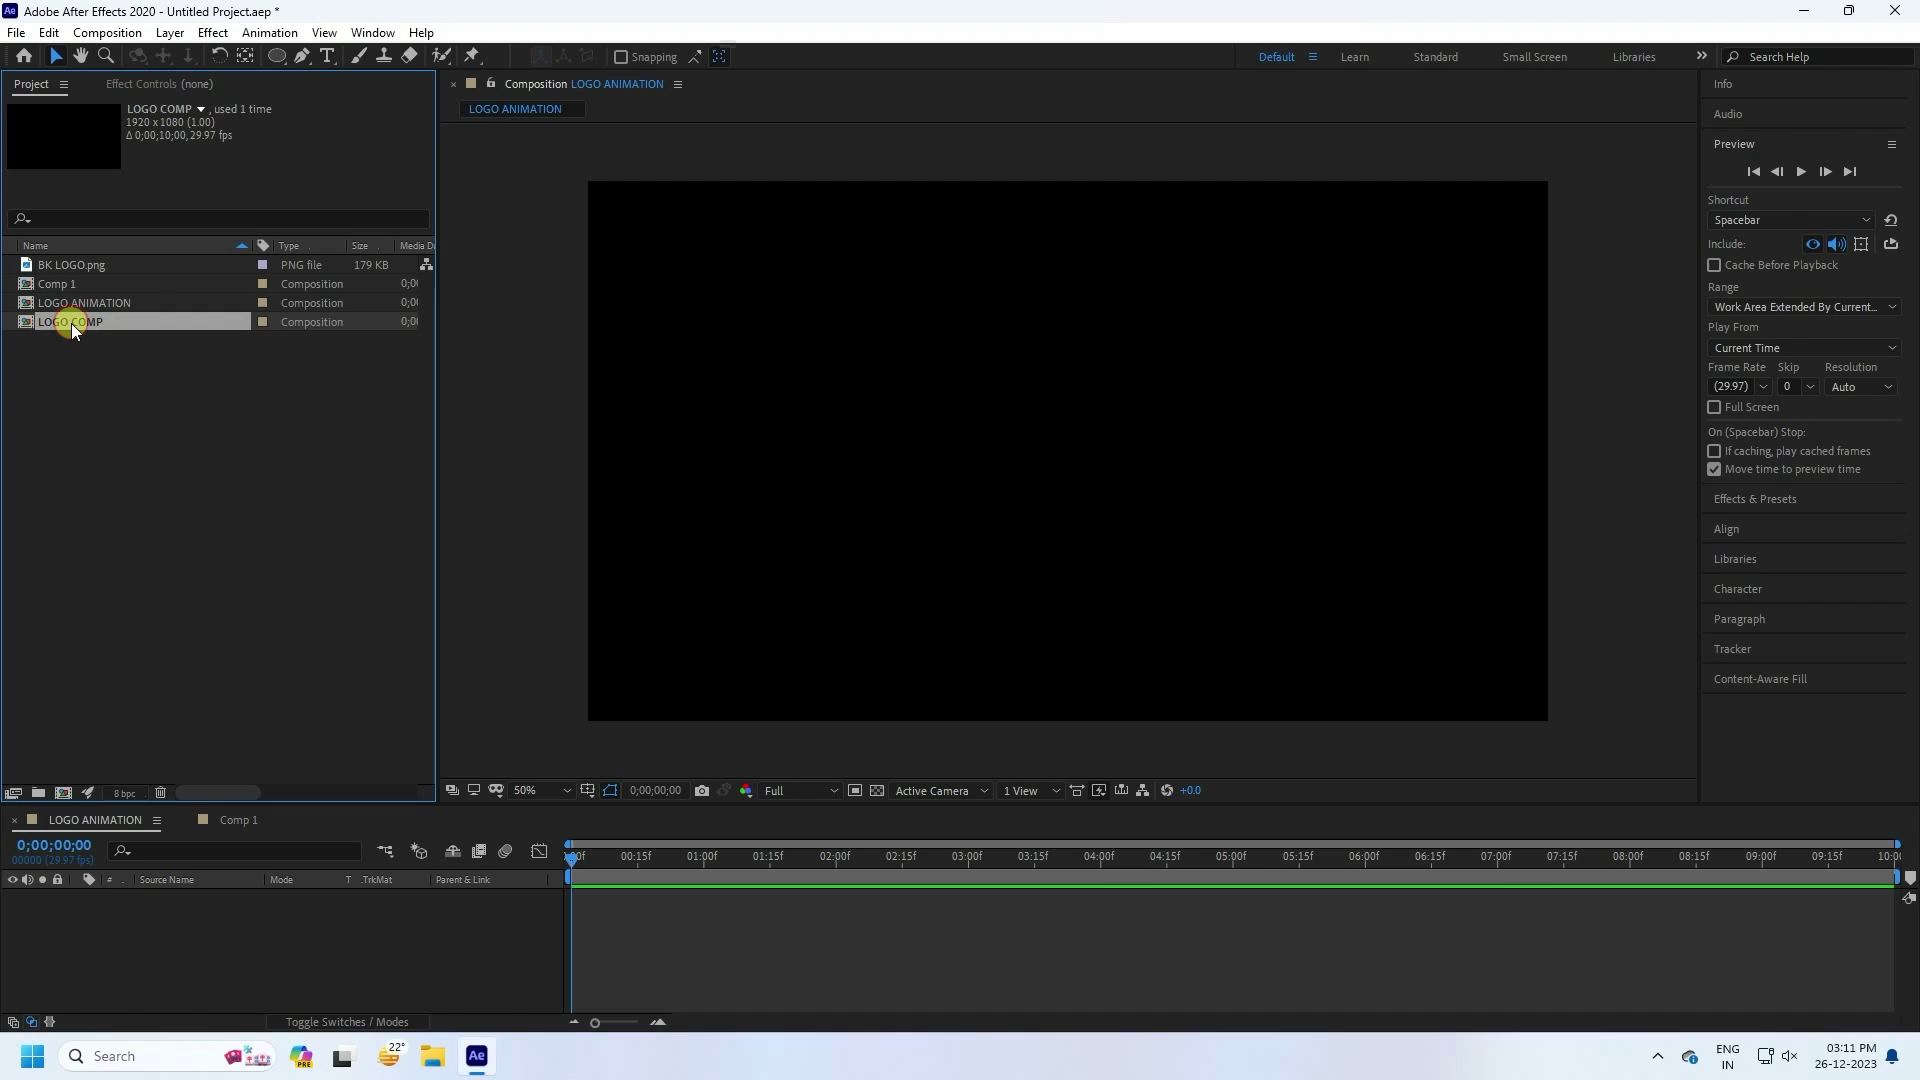 Adobe After Effects 2020 - Untitled Project.aep *
File Edit Composition Layer Effect Animation View Window Help
Snapping
Default Learn Standard Small Screen Libraries Search Help
Project Effect Controls (none)
Composition LOGO ANIMATION
LOGO ANIMATION
LOGO COMP , used 1 time
1920 x 1080 (1.00)
Δ 0;00;10;00, 29.97 fps
Name Type Size Media D
BK LOGO.png PNG file 179 KB
Comp 1 Composition 0;0
LOGO ANIMATION Composition 0;0
LOGO COMP Composition 0;0
Info
Audio
Preview
Shortcut
Spacebar
Include:
Cache Before Playback
Range
Work Area Extended By Current...
Play From
Current Time
Frame Rate Skip Resolution
(29.97) 0 Auto
Full Screen
On (Spacebar) Stop:
If caching, play cached frames
Move time to preview time
Effects & Presets
Align
Libraries
Character
Paragraph
Tracker
Content-Aware Fill
8 bpc
50% 0;00;00;00 Full Active Camera 1 View +0.0
LOGO ANIMATION Comp 1
0;00;00;00
00000 (29.97 fps)
00:15f 01:00f 01:15f 02:00f 02:15f 03:00f 03:15f 04:00f 04:15f 05:00f 05:15f 06:00f 06:15f 07:00f 07:15f 08:00f 08:15f 09:00f 09:15f 10:0
# Source Name Mode T .TrkMat Parent & Link
Toggle Switches / Modes
Search
PRE
22°
Ae
ENG
IN
03:11 PM
26-12-2023